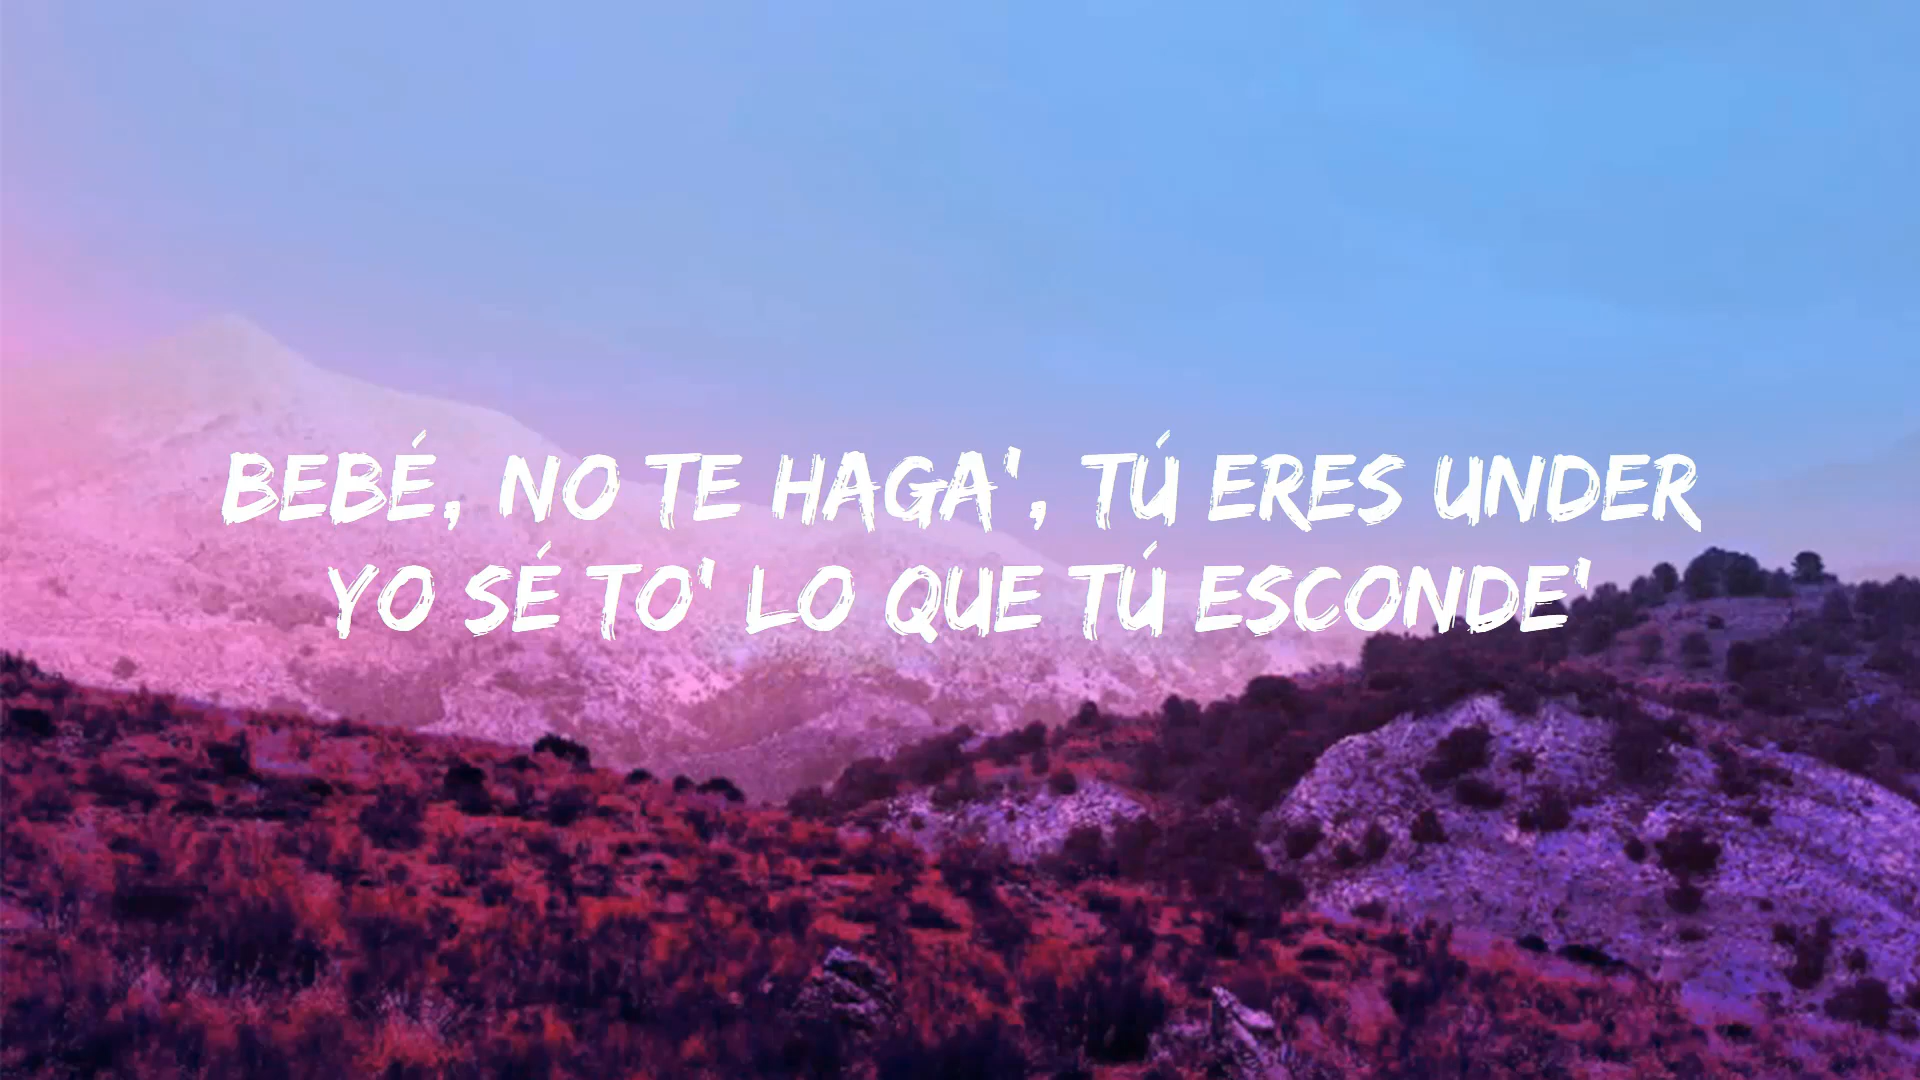 BEBÉ, NO TE HAGA', TÚ ERES UNDER
YO SÉ TO' LO QUE TÚ ESCONDE'